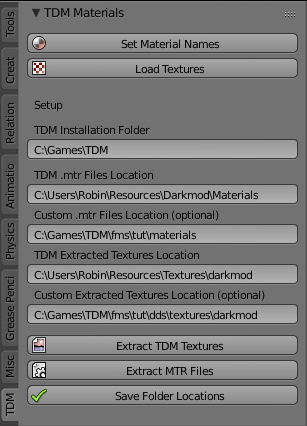 Tools
Creat
Relation
Animatio
Physics
Grease Penci
Misc
TDM
TDM Materials
Set Material Names
Load Textures
Setup
TDM Installation Folder
C:\Games\TDM
TDM .mtr Files Location
C:\Users\Robin\Resources\Darkmod\Materials
Custom .mtr Files Location (optional)
C:\Games\TDM\fms\tut\materials
TDM Extracted Textures Location
C:\Users\Robin\Resources\Textures\darkmod
Custom Extracted Textures Location (optional)
C:\Games\TDM\fms\tut\dds\textures\darkmod
Extract TDM Textures
Extract MTR Files
Save Folder Locations